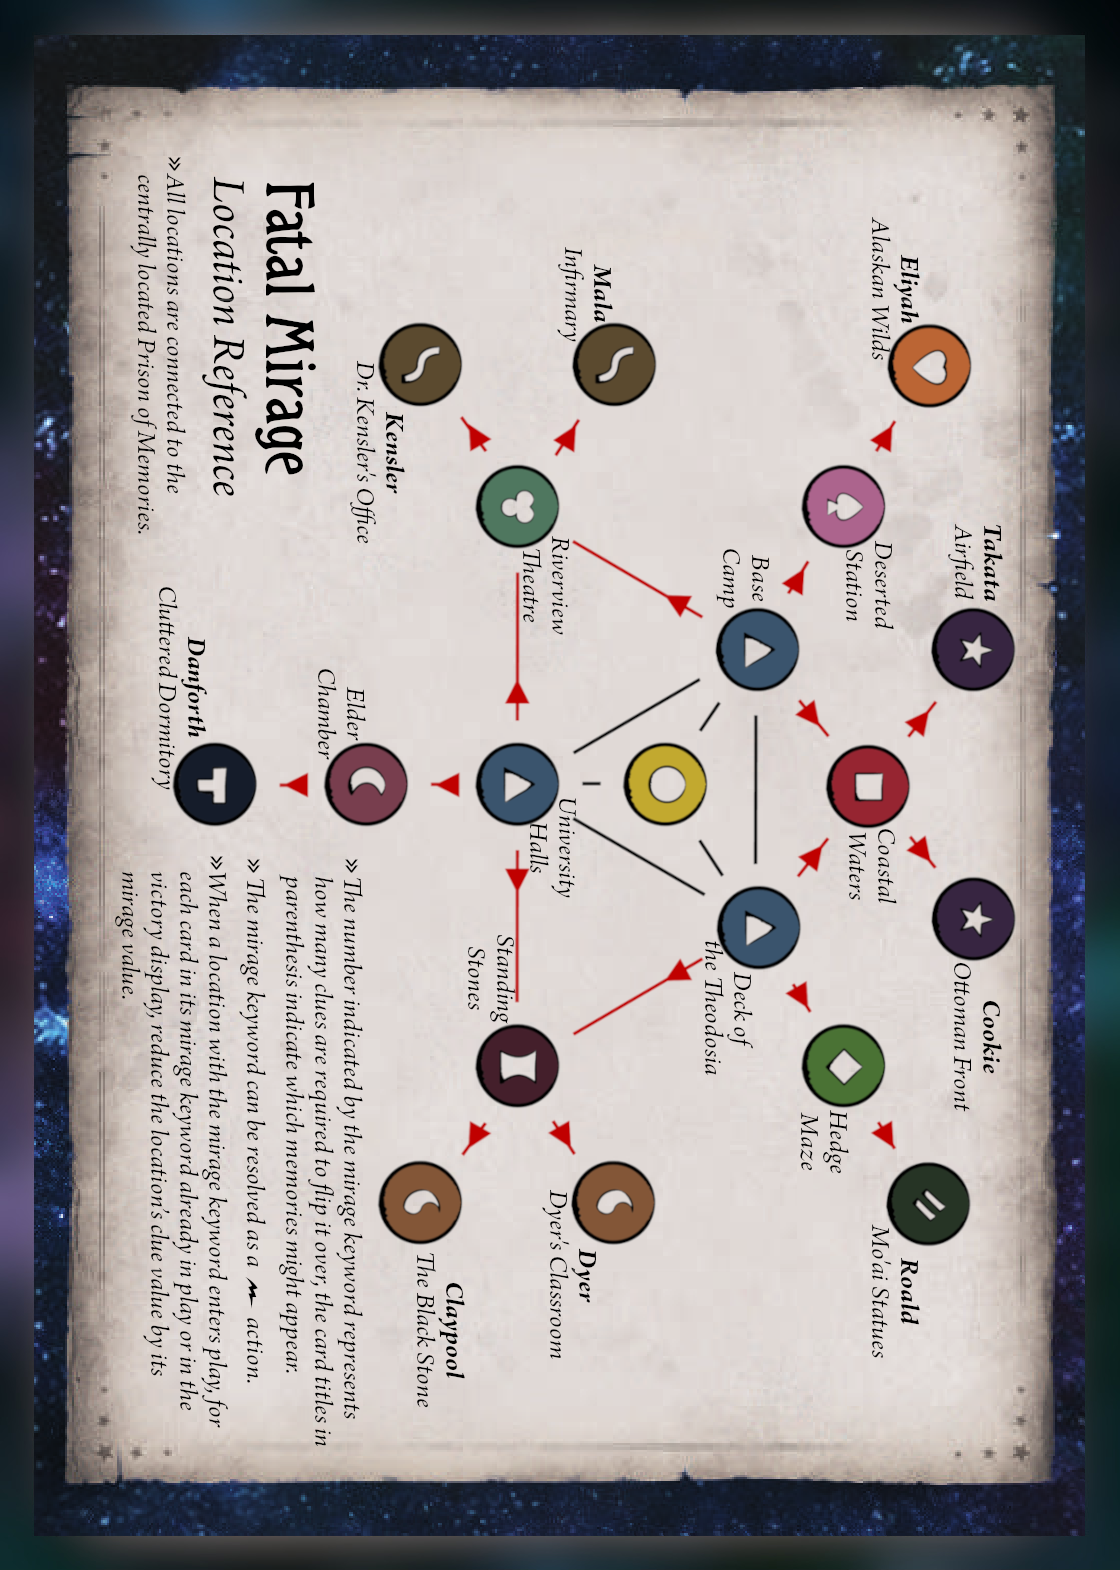 Takata
Airfield
Cookie
Ottoman Front
Eliyah
Alaskan Wilds
Roald
Mo'ai Statues
Deserted
Station
Coastal
Waters
Hedge
Maze
Base
Camp
Deck of
the Theodosia
Mala
Infirmary
Riverview
Theatre
University
Halls
Dyer
Dyer's Classroom
Standing
Stones
Kensler
Dr. Kensler's Office
Claypool
The Black Stone
Elder
Chamber
Danforth
Cluttered Dormitory
Fatal Mirage
Location Reference
» All locations are connected to the
centrally located Prison of Memories.
» The number indicated by the mirage keyword represents
how many clues are required to flip it over, the card titles in
parenthesis indicate which memories might appear.
» The mirage keyword can be resolved as a action.
» When a location with the mirage keyword enters play, for
each card in its mirage keyword already in play or in the
victory display, reduce the location's clue value by its
mirage value.